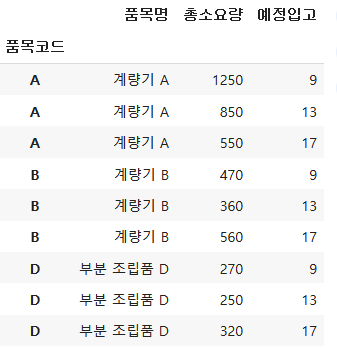 품목명 총소요량 예정입고
품목코드
A 계량기 A 1250 9
A 계량기 A 850 13
A 계량기 A 550 17
B 계량기 B 470 9
B 계량기 B 360 13
B 계량기 B 560 17
D 부분 조립품 D 270 9
D 부분 조립품 D 250 13
D 부분 조립품 D 320 17